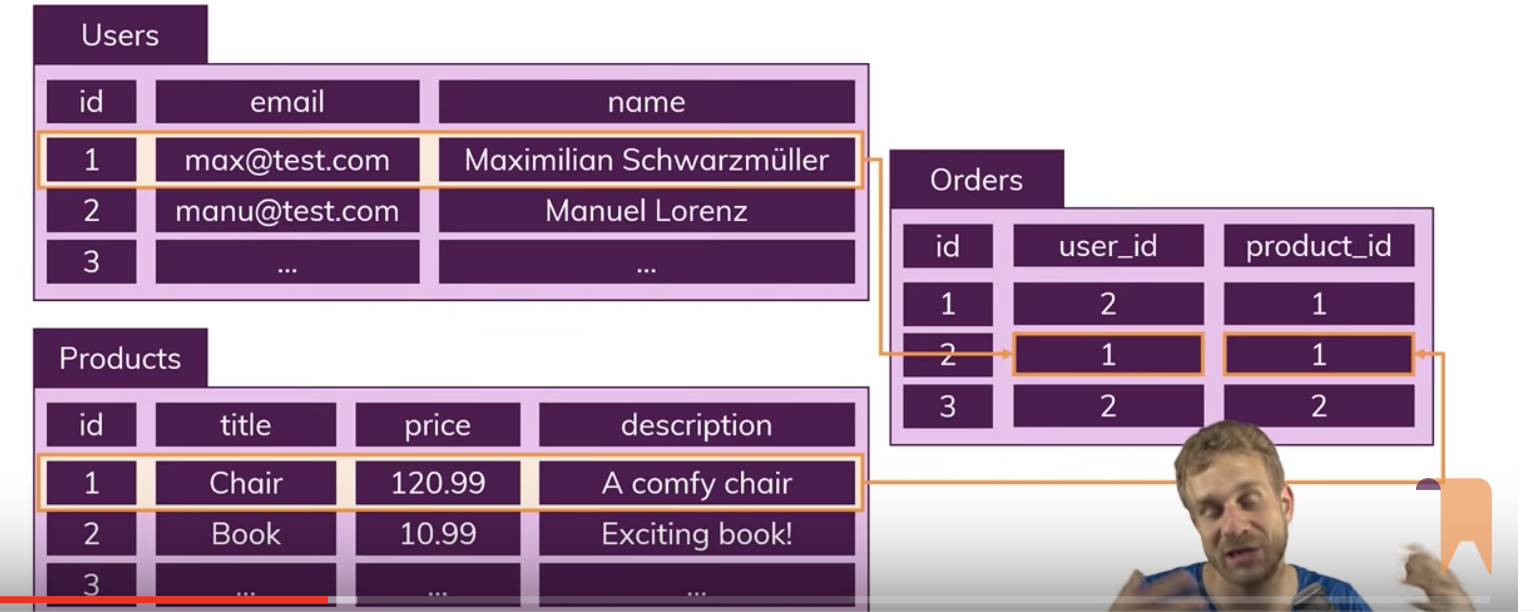 Users
id email name
1 max@test.com Maximilian Schwarzmüller
2 manu@test.com Manuel Lorenz
3 ... ...
Orders
id user_id product_id
1 2 1
2 1 1
3 2 2
Products
id title price description
1 Chair 120.99 A comfy chair
2 Book 10.99 Exciting book!
3 ... ... ...